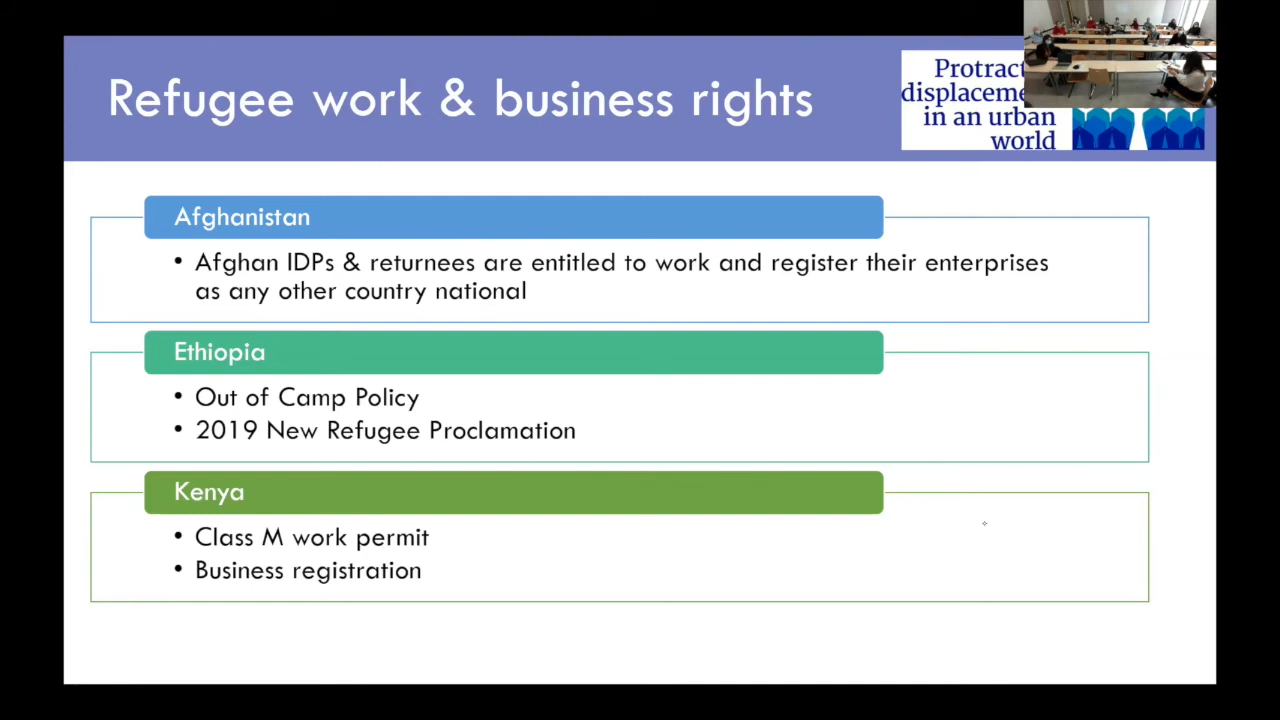 Refugee work & business rights
displaceme
in an urban
world
Afghanistan
• Afghan IDPs & returnees are entitled to work and register their enterprises
as any other country national
Ethiopia
• Out of Camp Policy
• 2019 New Refugee Proclamation
Kenya
• Class M work permit
• Business registration